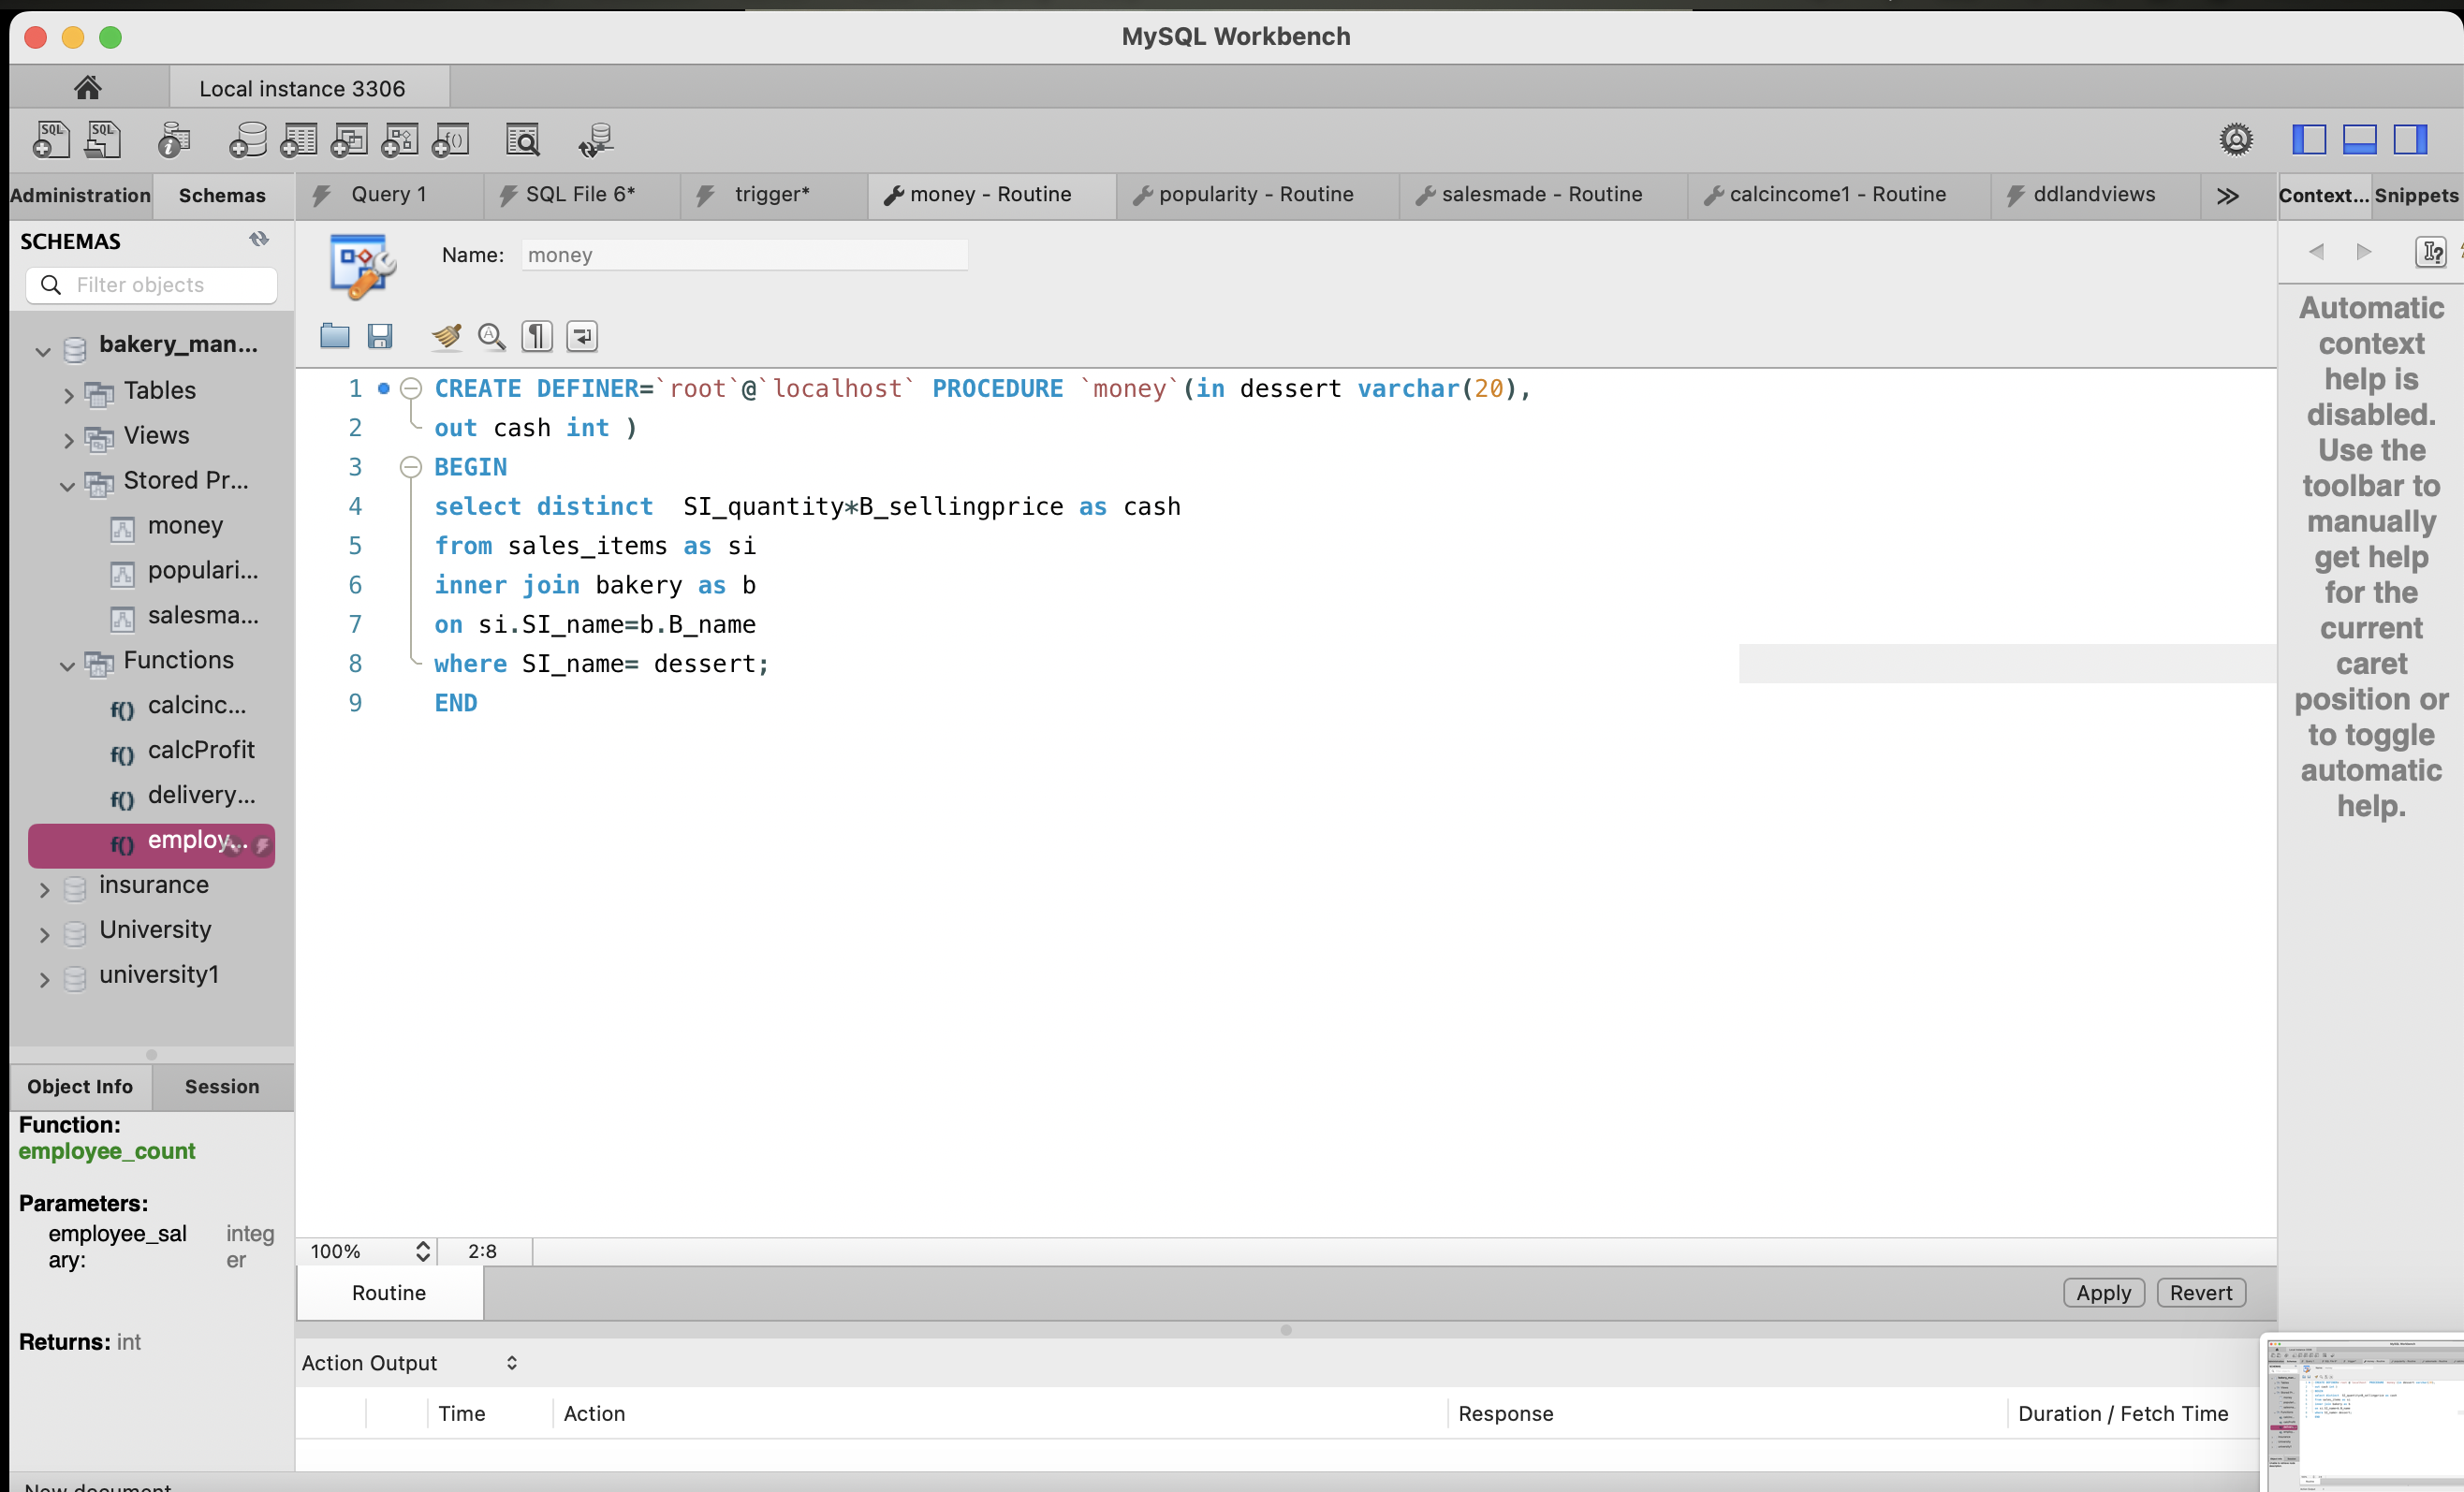 MySQL Workbench
Local instance 3306
Administration Schemas Query 1 SQL File 6* trigger* money - Routine popularity - Routine salesmade - Routine calcincome1 - Routine ddlandviews Context... Snippets
SCHEMAS
Filter objects
Name: money
bakery_man...
Tables
Views
Stored Pr...
money
populari...
salesma...
Functions
calcinc...
calcProfit
delivery...
employ...
insurance
University
university1
1 CREATE DEFINER=`root`@`localhost` PROCEDURE `money`(in dessert varchar(20),
2 out cash int )
3 BEGIN
4 select distinct  SI_quantity*B_sellingprice as cash
5 from sales_items as si
6 inner join bakery as b
7 on si.SI_name=b.B_name
8 where SI_name= dessert;
9 END
Automatic
context
help is
disabled.
Use the
toolbar to
manually
get help
for the
current
caret
position or
to toggle
automatic
help.
Object Info Session
Function:
employee_count
Parameters:
employee_sal integ
ary: er
Returns: int
100% 2:8
Routine Apply Revert
Action Output
Time Action Response Duration / Fetch Time
New document